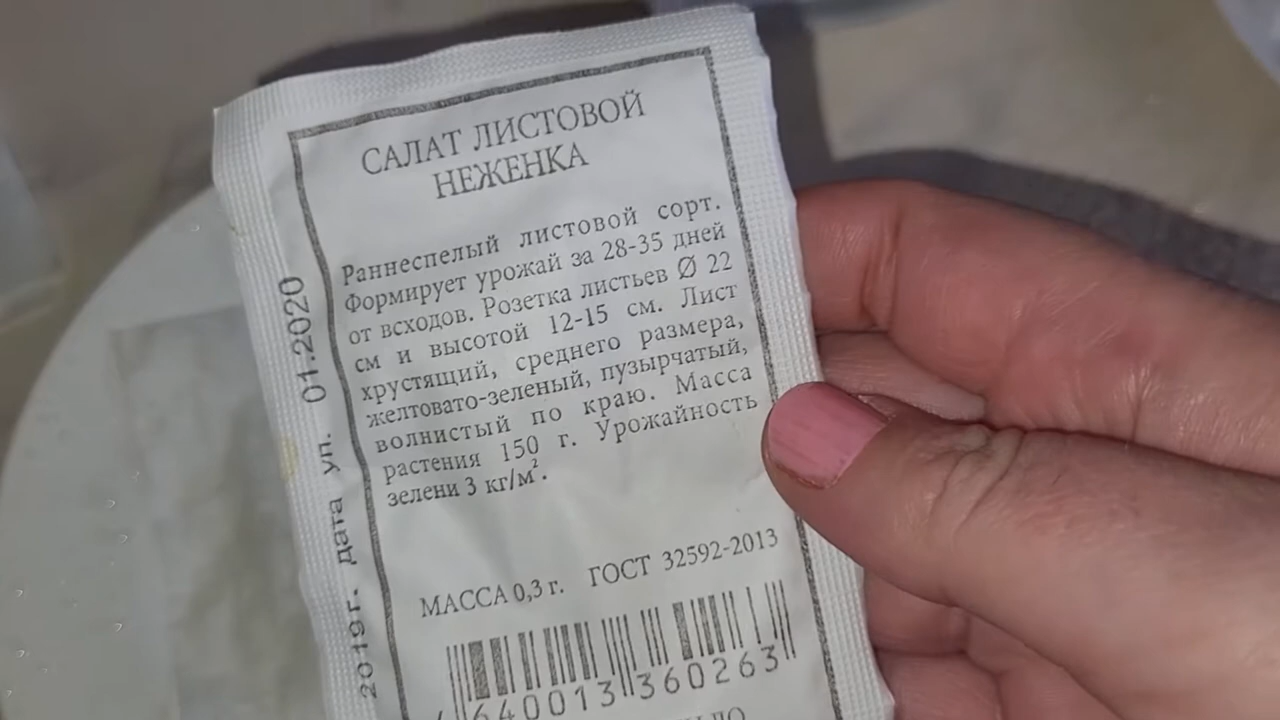 САЛАТ ЛИСТОВОЙ
НЕЖЕНКА
Раннеспелый листовой сорт.
Формирует урожай за 28-35 дней
от всходов. Розетка листьев Ø 22
см и высотой 12-15 см. Лист
хрустящий, среднего размера,
желтовато-зеленый, пузырчатый,
волнистый по краю. Масса
растения 150 г. Урожайность
зелени 3 кг/м².
МАССА 0,3 г. ГОСТ 32592-2013
4 640013 360263
2019г. Дата уп. 01.2020